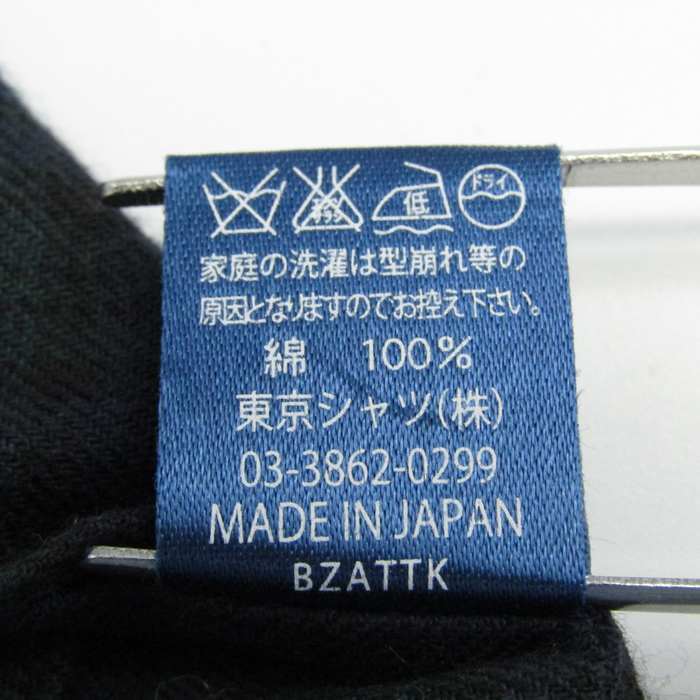 低 ドライ
家庭の洗濯は型崩れ等の
原因となりますのでお控え下さい。
綿 100%
東京シャツ(株)
03-3862-0299
MADE IN JAPAN
BZATTK